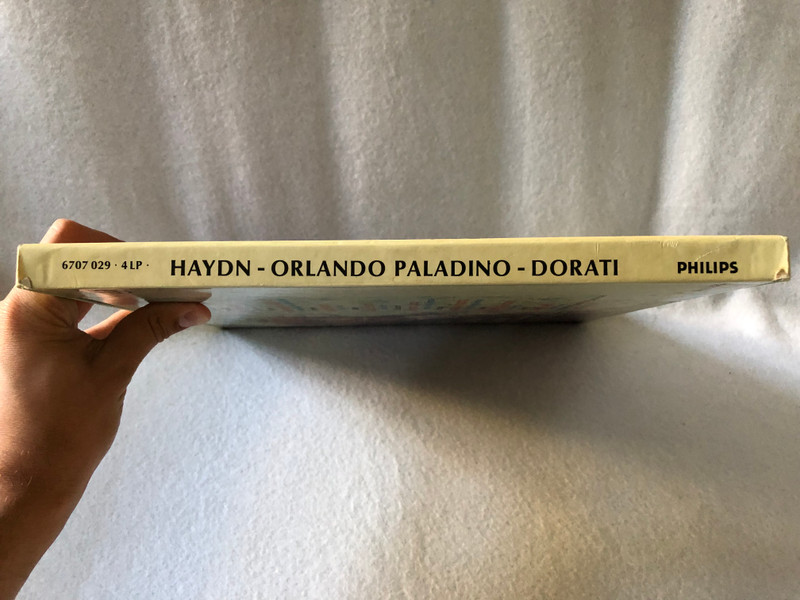 6707 029 · 4 LP · HAYDN - ORLANDO PALADINO - DORATI PHILIPS